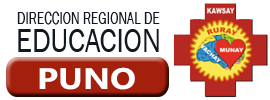 DIRECCION REGIONAL DE
EDUCACION
PUNO
KAWSAY
RURAY
YACHAY
MUNAY